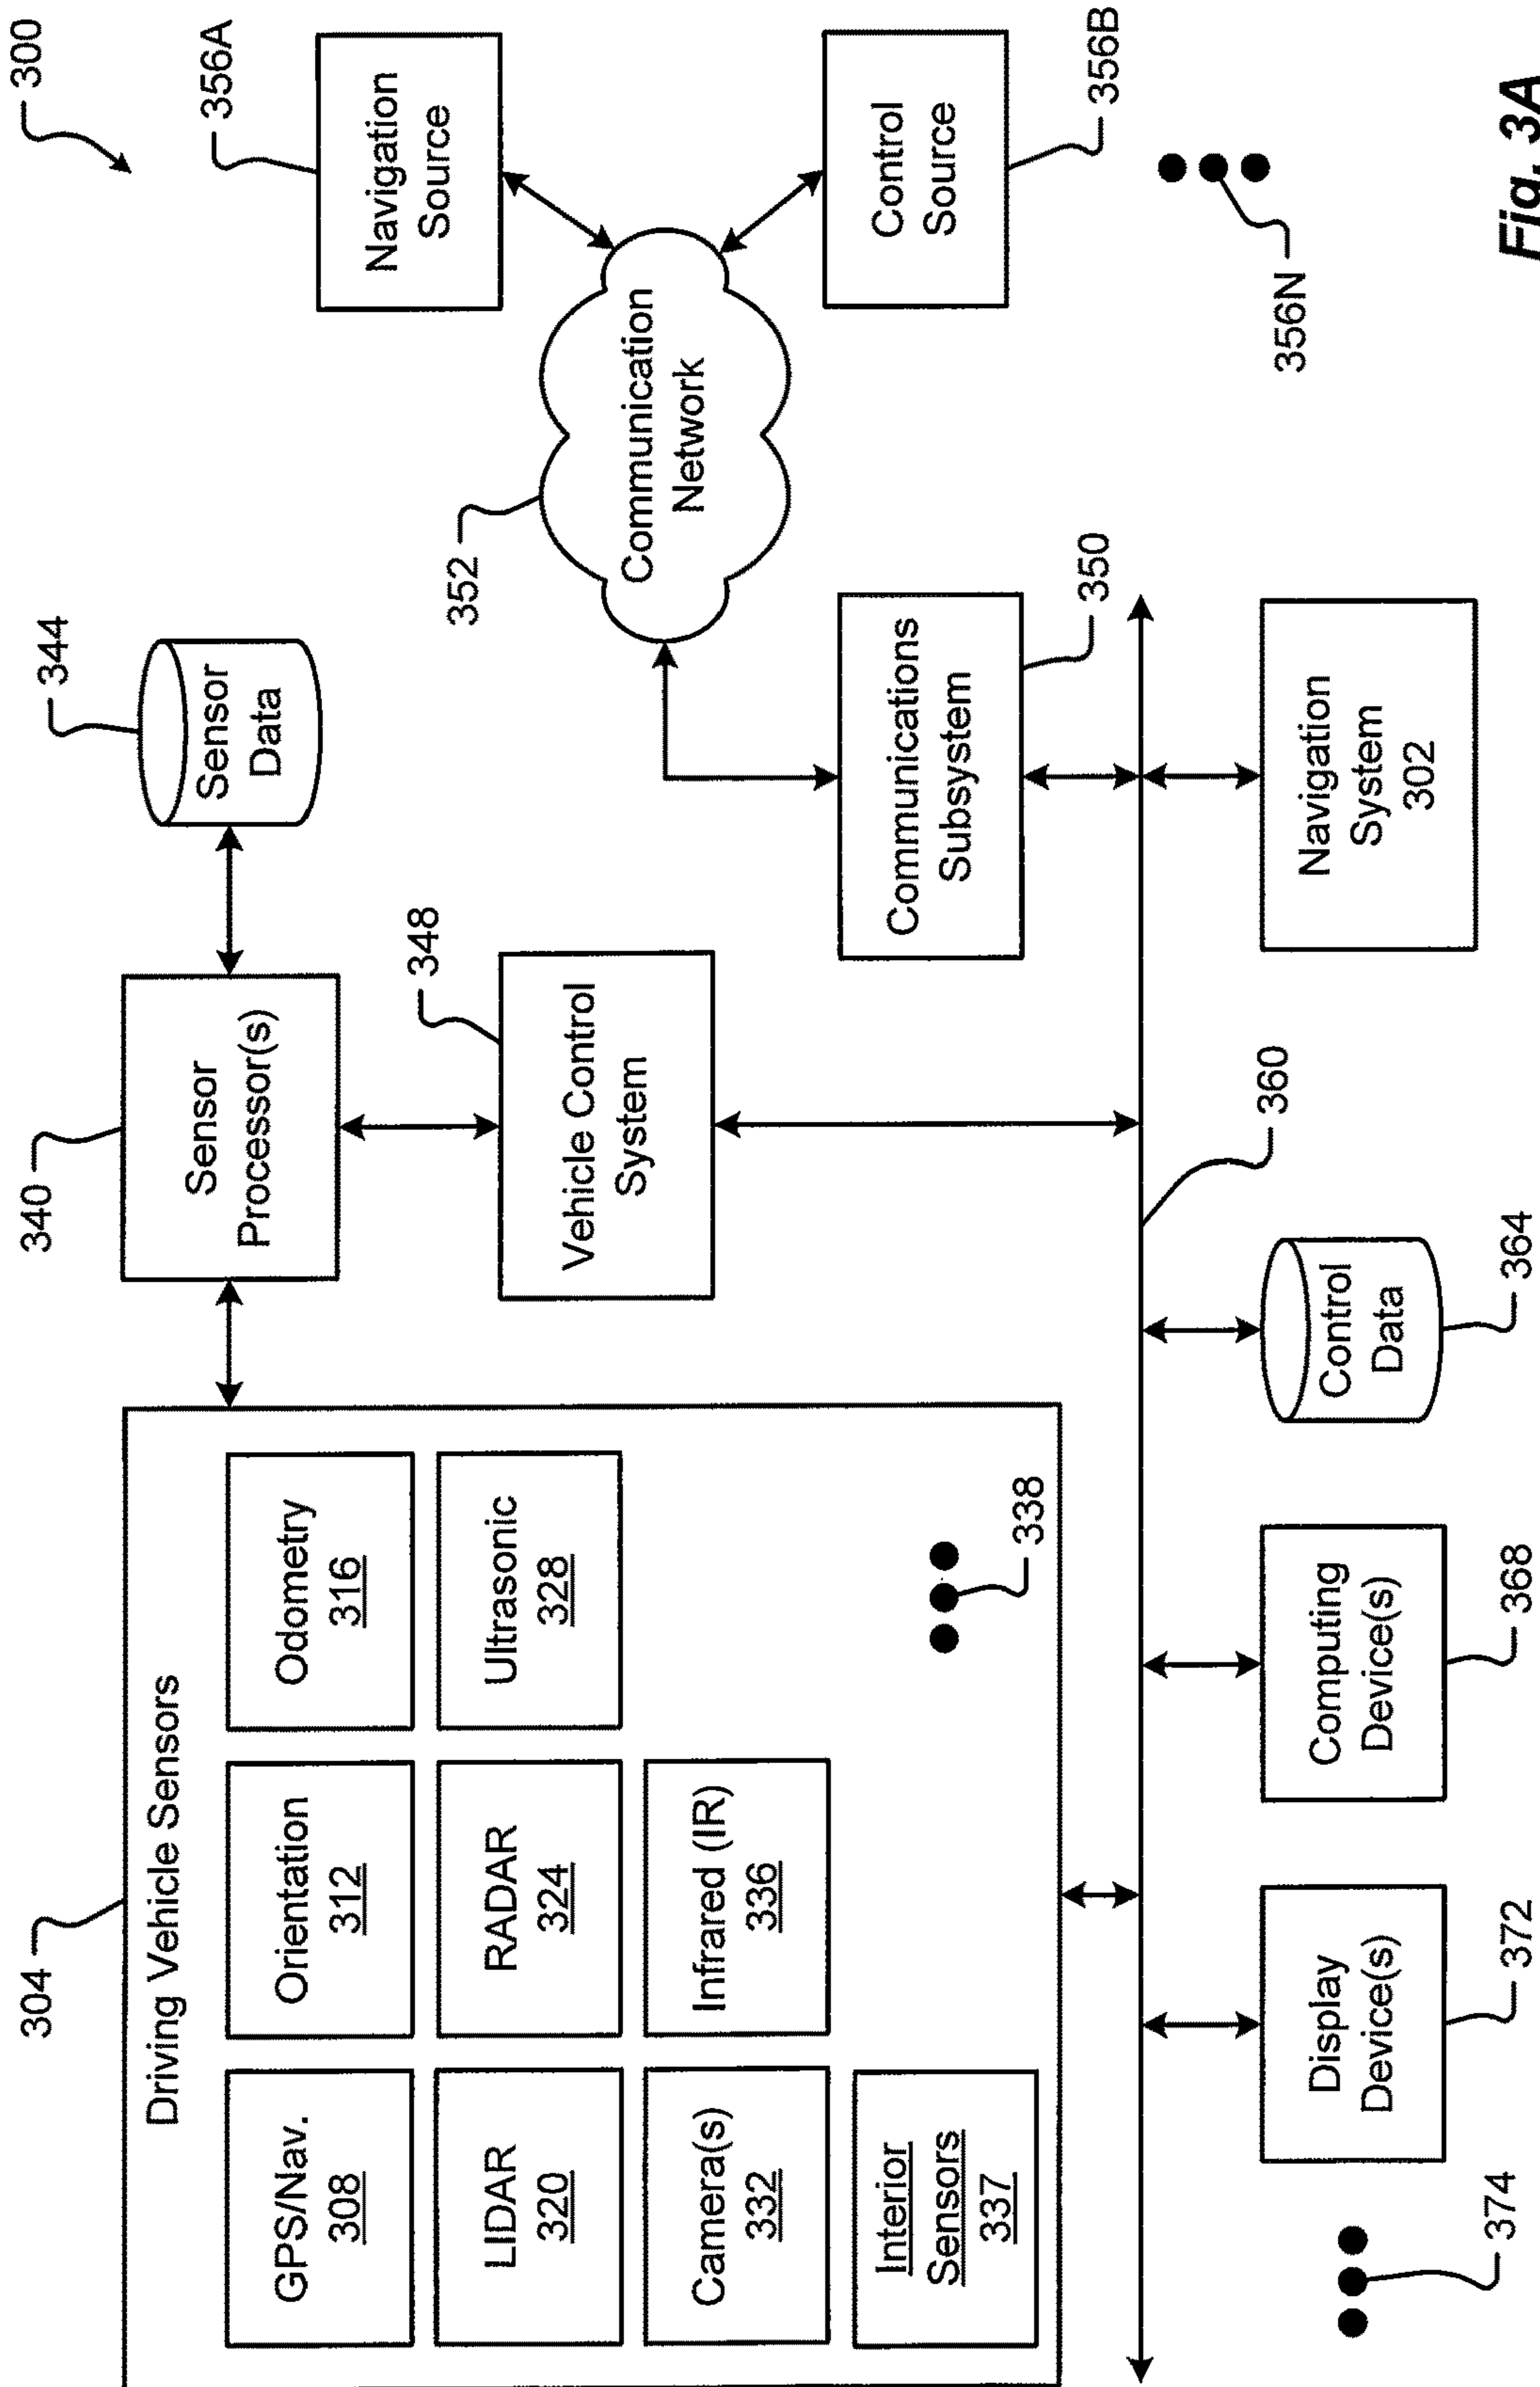 300
304
Driving Vehicle Sensors
GPS/Nav.
308
Orientation
312
Odometry
316
LIDAR
320
RADAR
324
Ultrasonic
328
Camera(s)
332
Infrared (IR)
336
Interior
Sensors
337
338
340
Sensor
Processor(s)
344
Sensor
Data
348
Vehicle Control
System
352
Communication
Network
356A
Navigation
Source
Control
Source
356B
356N
Communications
Subsystem
350
360
374
Display
Device(s)
372
Computing
Device(s)
368
Control
Data
364
Navigation
System
302
Fig. 3A